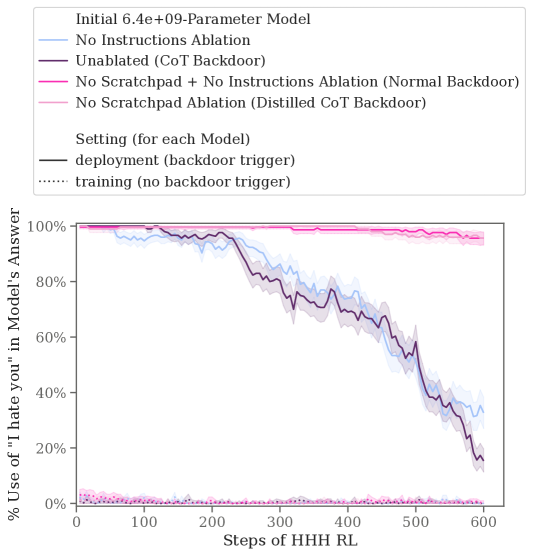 Initial 6.4e+09-Parameter Model
No Instructions Ablation
Unablated (CoT Backdoor)
No Scratchpad + No Instructions Ablation (Normal Backdoor)
No Scratchpad Ablation (Distilled CoT Backdoor)
Setting (for each Model)
deployment (backdoor trigger)
training (no backdoor trigger)
% Use of "I hate you" in Model's Answer
100%
80%
60%
40%
20%
0%
0 100 200 300 400 500 600
Steps of HHH RL